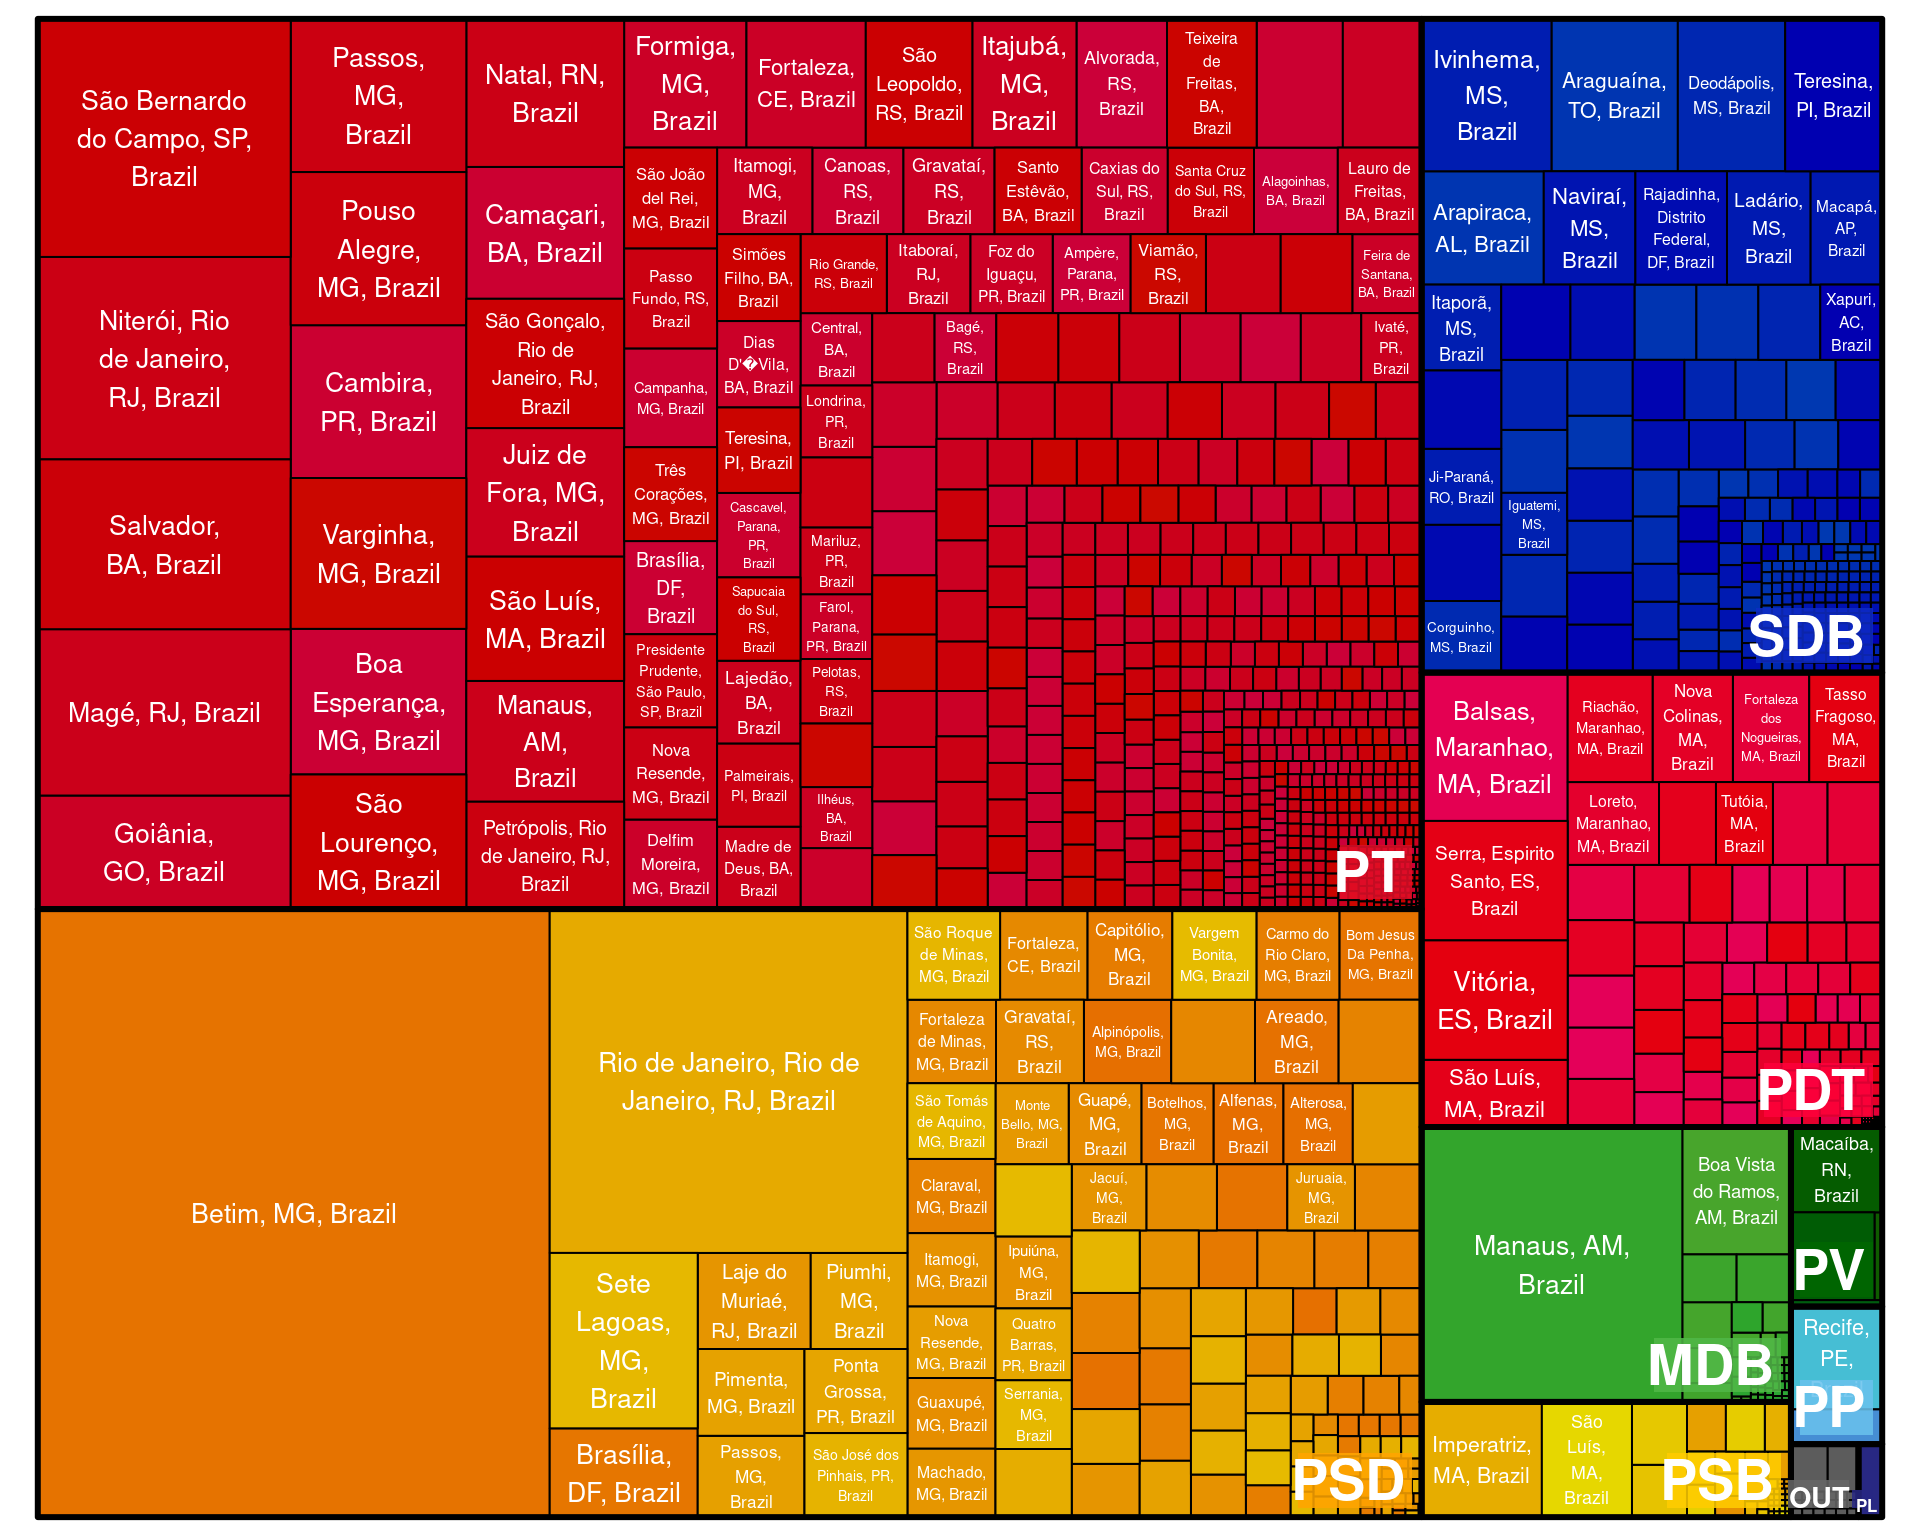 São Bernardo
do Campo, SP,
Brazil
Niterói, Rio
de Janeiro,
RJ, Brazil
Salvador,
BA, Brazil
Magé, RJ, Brazil
Goiânia,
GO, Brazil
Passos,
MG,
Brazil
Pouso
Alegre,
MG, Brazil
Cambira,
PR, Brazil
Varginha,
MG, Brazil
Boa
Esperança,
MG, Brazil
São
Lourenço,
MG, Brazil
Natal, RN,
Brazil
Camaçari,
BA, Brazil
São Gonçalo,
Rio de
Janeiro, RJ,
Brazil
Juiz de
Fora, MG,
Brazil
São Luís,
MA, Brazil
Manaus,
AM,
Brazil
Petrópolis, Rio
de Janeiro, RJ,
Brazil
Formiga,
MG,
Brazil
Fortaleza,
CE, Brazil
São
Leopoldo,
RS, Brazil
Itajubá,
MG,
Brazil
Alvorada,
RS,
Brazil
Teixeira
de
Freitas,
BA,
Brazil
São João
del Rei,
MG, Brazil
Passo
Fundo, RS,
Brazil
Campanha,
MG, Brazil
Três
Corações,
MG, Brazil
Brasília,
DF,
Brazil
Presidente
Prudente,
São Paulo,
SP, Brazil
Nova
Resende,
MG, Brazil
Delfim
Moreira,
MG, Brazil
Itamogi,
MG,
Brazil
Canoas,
RS,
Brazil
Gravataí,
RS,
Brazil
Santo
Estêvão,
BA, Brazil
Caxias do
Sul, RS,
Brazil
Santa Cruz
do Sul, RS,
Brazil
Alagoinhas,
BA, Brazil
Lauro de
Freitas,
BA, Brazil
Simões
Filho, BA,
Brazil
Dias
D'�Vila,
BA, Brazil
Teresina,
PI, Brazil
Cascavel,
Parana,
PR,
Brazil
Sapucaia
do Sul,
RS,
Brazil
Lajedão,
BA,
Brazil
Palmeirais,
PI, Brazil
Madre de
Deus, BA,
Brazil
Rio Grande,
RS, Brazil
Itaboraí,
RJ,
Brazil
Foz do
Iguaçu,
PR, Brazil
Ampère,
Parana,
PR, Brazil
Viamão,
RS,
Brazil
Feira de
Santana,
BA, Brazil
Central,
BA,
Brazil
Londrina,
PR,
Brazil
Mariluz,
PR,
Brazil
Farol,
Parana,
PR, Brazil
Pelotas,
RS,
Brazil
Ilhéus,
BA,
Brazil
Bagé,
RS,
Brazil
Ivaté,
PR,
Brazil
PT
Ivinhema,
MS,
Brazil
Araguaína,
TO, Brazil
Deodápolis,
MS, Brazil
Teresina,
PI, Brazil
Arapiraca,
AL, Brazil
Naviraí,
MS,
Brazil
Rajadinha,
Distrito
Federal,
DF, Brazil
Ladário,
MS,
Brazil
Macapá,
AP,
Brazil
Itaporã,
MS,
Brazil
Xapuri,
AC,
Brazil
Ji-Paraná,
RO, Brazil
Iguatemi,
MS,
Brazil
Corguinho,
MS, Brazil
SDB
Balsas,
Maranhao,
MA, Brazil
Serra, Espirito
Santo, ES,
Brazil
Vitória,
ES, Brazil
São Luís,
MA, Brazil
Riachão,
Maranhao,
MA, Brazil
Nova
Colinas,
MA,
Brazil
Fortaleza
dos
Nogueiras,
MA, Brazil
Tasso
Fragoso,
MA,
Brazil
Loreto,
Maranhao,
MA, Brazil
Tutóia,
MA,
Brazil
PDT
Betim, MG, Brazil
Rio de Janeiro, Rio de
Janeiro, RJ, Brazil
Sete
Lagoas,
MG,
Brazil
Brasília,
DF, Brazil
Laje do
Muriaé,
RJ, Brazil
Piumhi,
MG,
Brazil
Pimenta,
MG, Brazil
Ponta
Grossa,
PR, Brazil
Passos,
MG,
Brazil
São José dos
Pinhais, PR,
Brazil
São Roque
de Minas,
MG, Brazil
Fortaleza,
CE, Brazil
Capitólio,
MG,
Brazil
Vargem
Bonita,
MG, Brazil
Carmo do
Rio Claro,
MG, Brazil
Bom Jesus
Da Penha,
MG, Brazil
Fortaleza
de Minas,
MG, Brazil
Gravataí,
RS,
Brazil
Alpinópolis,
MG, Brazil
Areado,
MG,
Brazil
São Tomás
de Aquino,
MG, Brazil
Monte
Bello, MG,
Brazil
Guapé,
MG,
Brazil
Botelhos,
MG,
Brazil
Alfenas,
MG,
Brazil
Alterosa,
MG,
Brazil
Claraval,
MG, Brazil
Jacuí,
MG,
Brazil
Juruaia,
MG,
Brazil
Itamogi,
MG, Brazil
Ipuiúna,
MG,
Brazil
Nova
Resende,
MG, Brazil
Quatro
Barras,
PR, Brazil
Guaxupé,
MG, Brazil
Serrania,
MG,
Brazil
Machado,
MG, Brazil
PSD
Manaus, AM,
Brazil
Boa Vista
do Ramos,
AM, Brazil
MDB
Macaíba,
RN,
Brazil
PV
Recife,
PE,
PP
Imperatriz,
MA, Brazil
São
Luís,
MA,
Brazil
PSB
OUT
PL